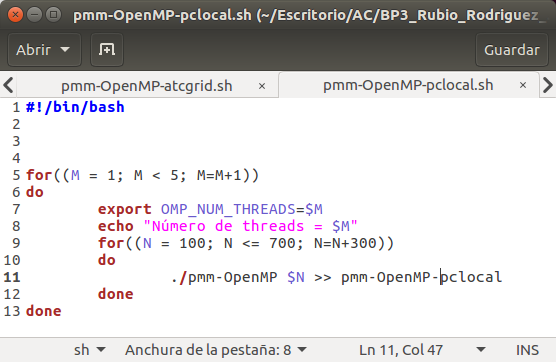 pmm-OpenMP-pclocal.sh (~/Escritorio/AC/BP3_Rubio_Rodriguez_
Abrir
Guardar
pmm-OpenMP-atcgrid.sh × pmm-OpenMP-pclocal.sh ×
1 #!/bin/bash
2
3
4
5 for((M = 1; M < 5; M=M+1))
6 do
7 export OMP_NUM_THREADS=$M
8 echo "Número de threads = $M"
9 for((N = 100; N <= 700; N=N+300))
10 do
11 ./pmm-OpenMP $N >> pmm-OpenMP-pclocal
12 done
13 done
sh Anchura de la pestaña: 8 Ln 11, Col 47 INS